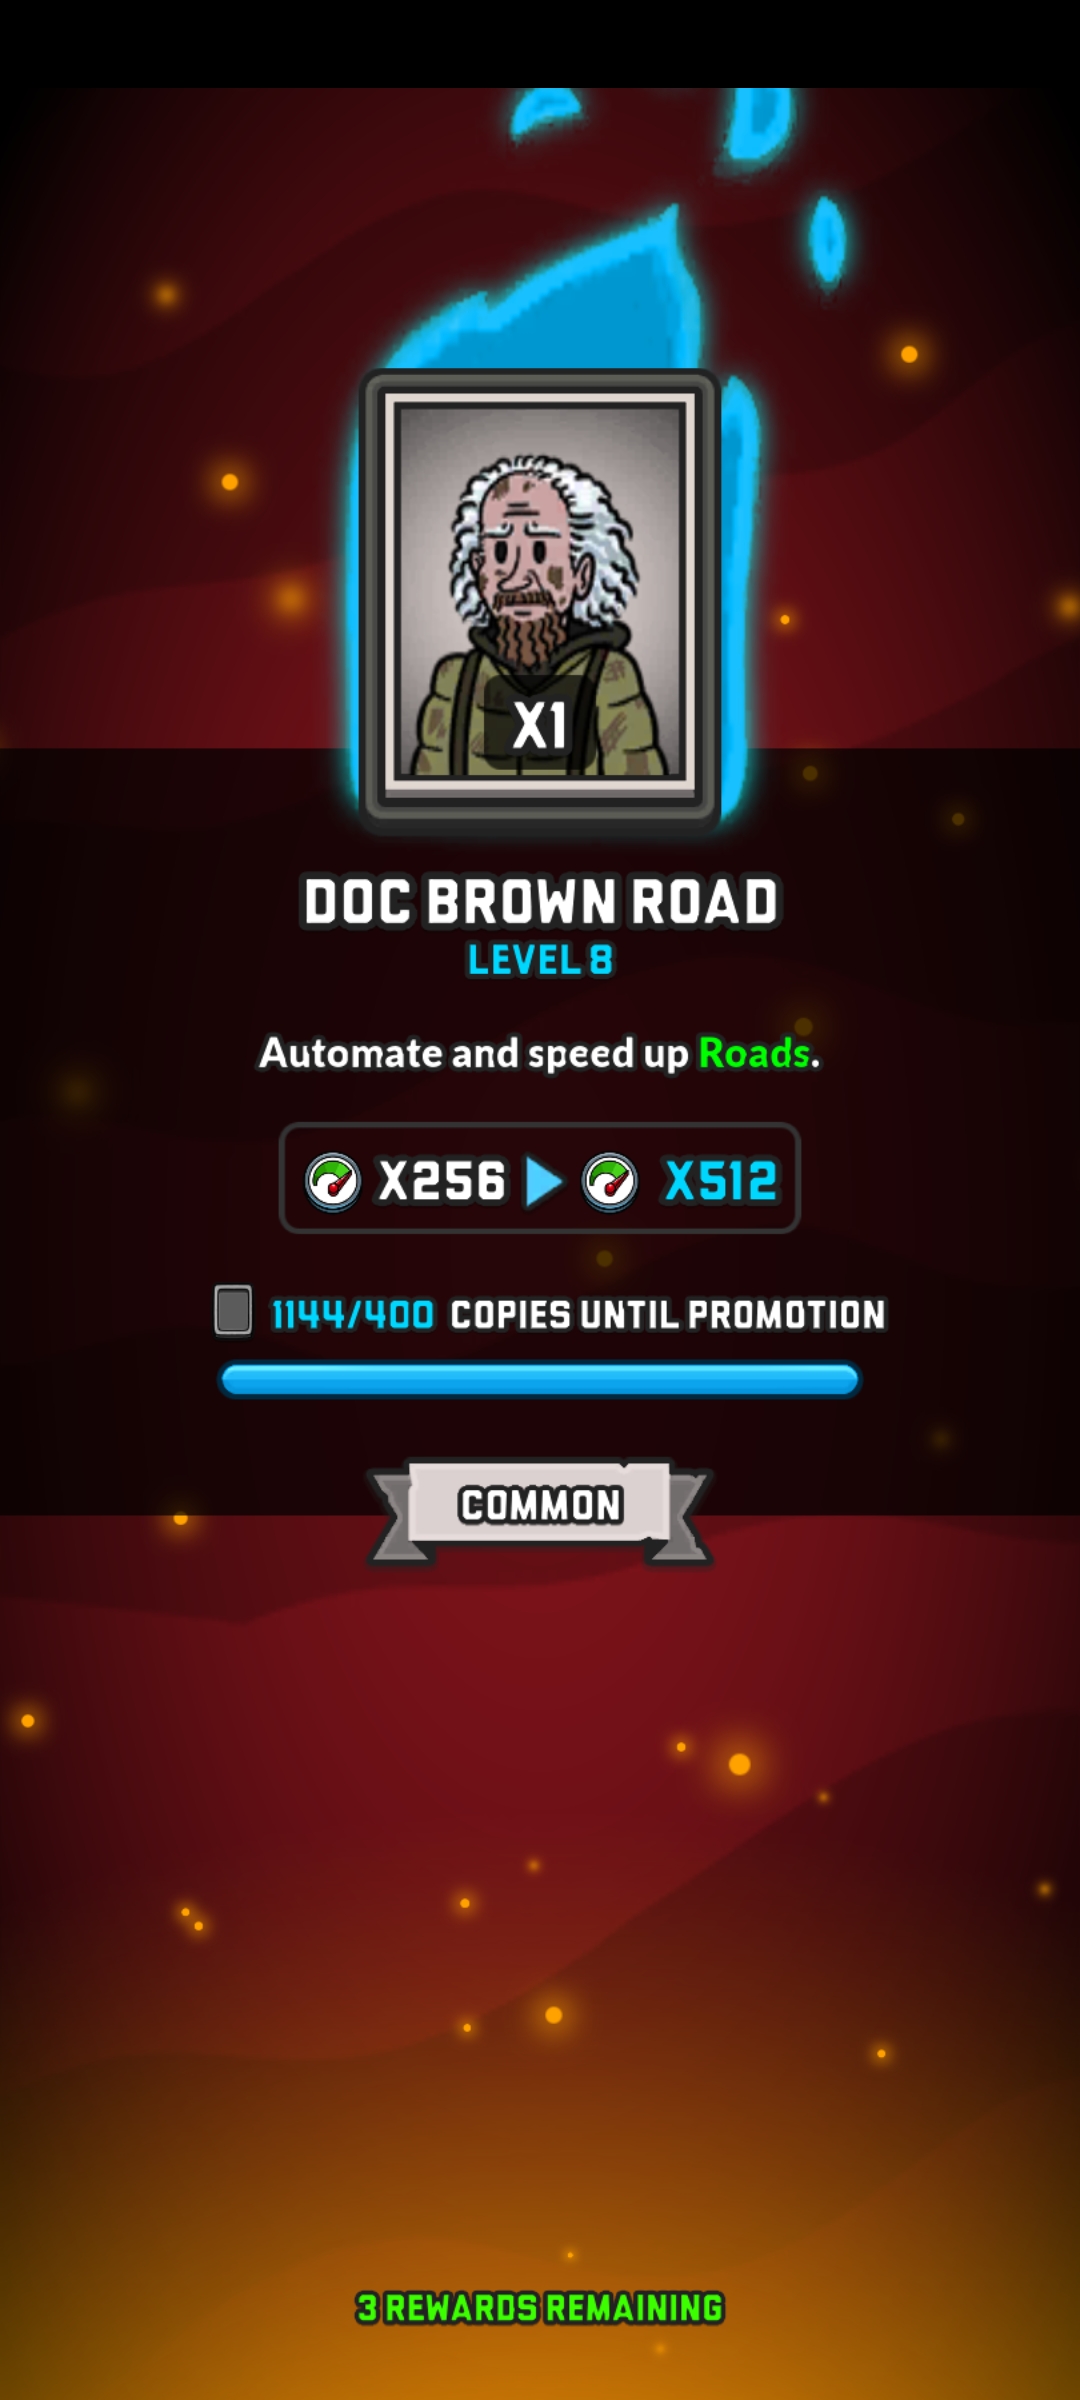 X1
DOC BROWN ROAD
LEVEL 8
Automate and speed up Roads.
X256 X512
1144/400 COPIES UNTIL PROMOTION
COMMON
3 REWARDS REMAINING